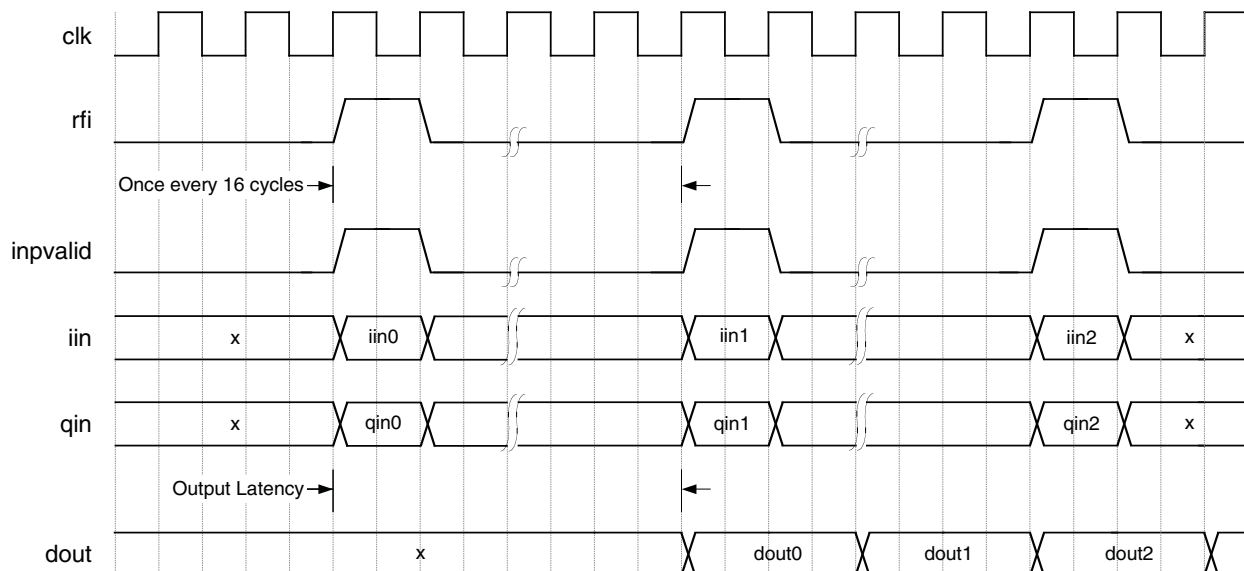 clk
rfi
Once every 16 cycles
inpvalid
iin x iin0 iin1 iin2 x
qin x qin0 qin1 qin2 x
Output Latency
dout x dout0 dout1 dout2